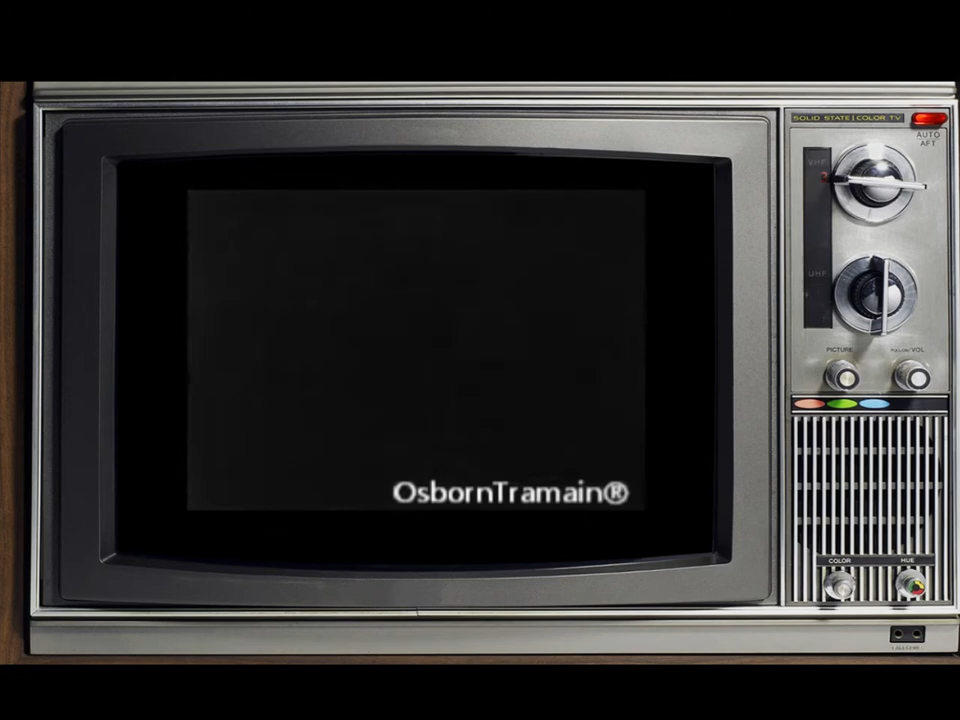 SOLID STATE | COLOR TV
AUTO
AFT
VHF
UHF
PICTURE
VOL
OsbornTramain®
COLOR
HUE